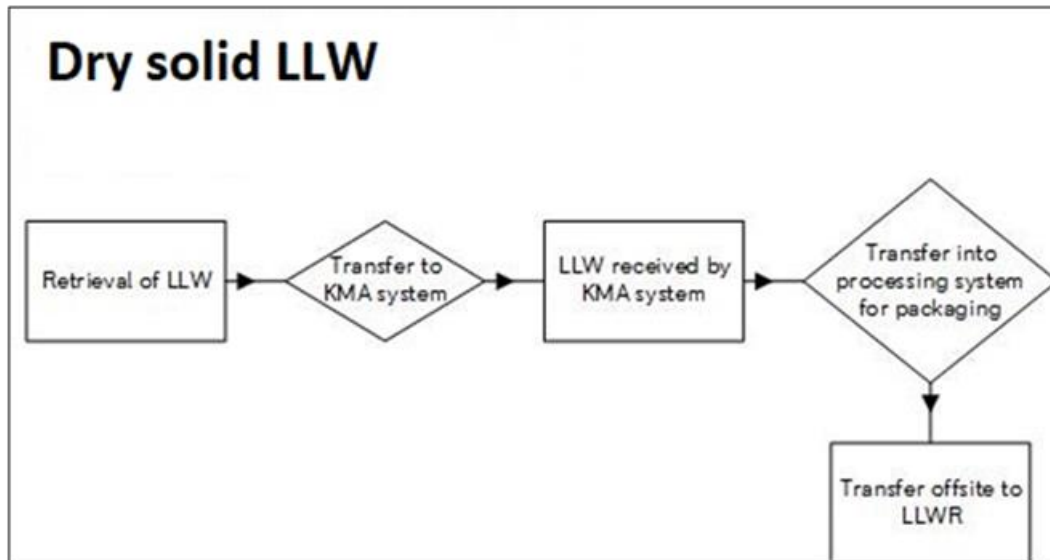 Dry solid LLW
Retrieval of LLW
Transfer to
KMA system
LLW received by
KMA system
Transfer into
processing system
for packaging
Transfer offsite to
LLWR